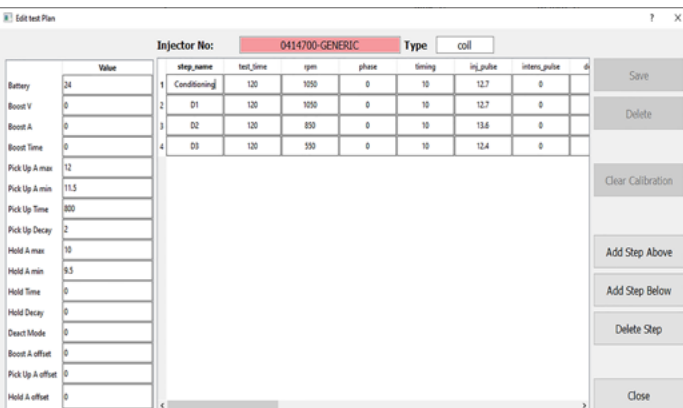 Edit test Plan ? X
Injector No: 0414700-GENERIC Type coil
Value
Battery 24
Boost V 0
Boost A 0
Boost Time 0
Pick Up A max 12
Pick Up A min 11.5
Pick Up Time 800
Pick Up Decay 2
Hold A max 10
Hold A min 9.5
Hold Time 0
Hold Decay 0
Deact Mode 0
Boost A offset 0
Pick Up A offset 0
Hold A offset 0
step_name test_time rpm phase timing inj_pulse intens_pulse d
1 Conditioning 120 1050 0 10 12.7 0
2 D1 120 1050 0 10 12.7 0
3 D2 120 850 0 10 13.6 0
4 D3 120 550 0 10 12.4 0
Save
Delete
Clear Calibration
Add Step Above
Add Step Below
Delete Step
Close